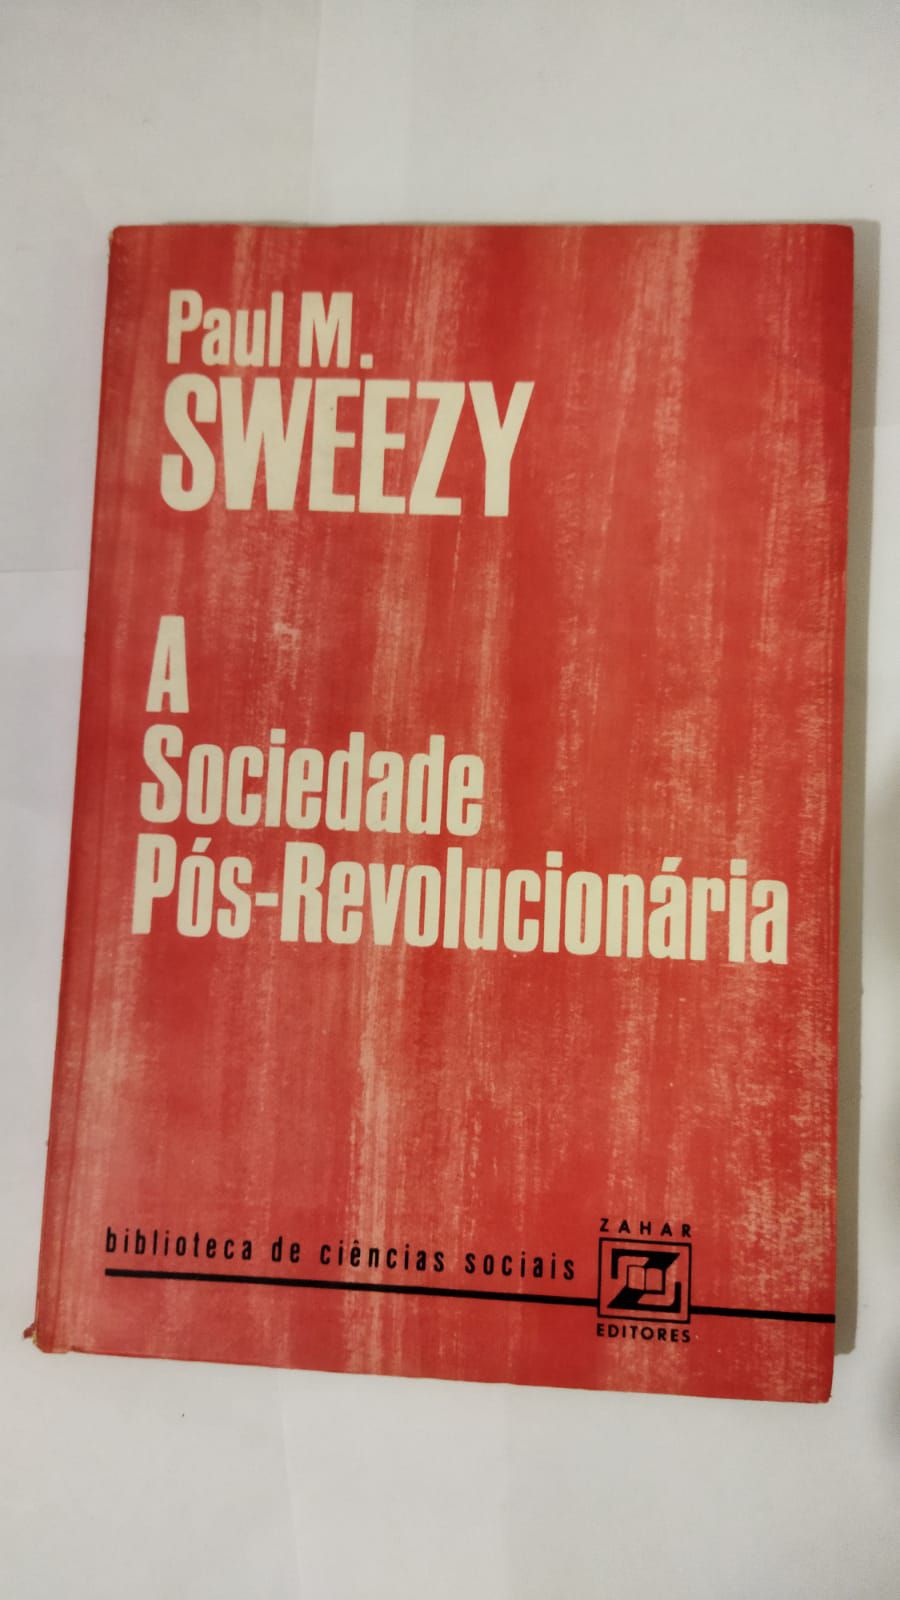 Paul M.
SWEEZY
A
Sociedade
Pós-Revolucionária
biblioteca de ciências sociais
ZAHAR
EDITORES